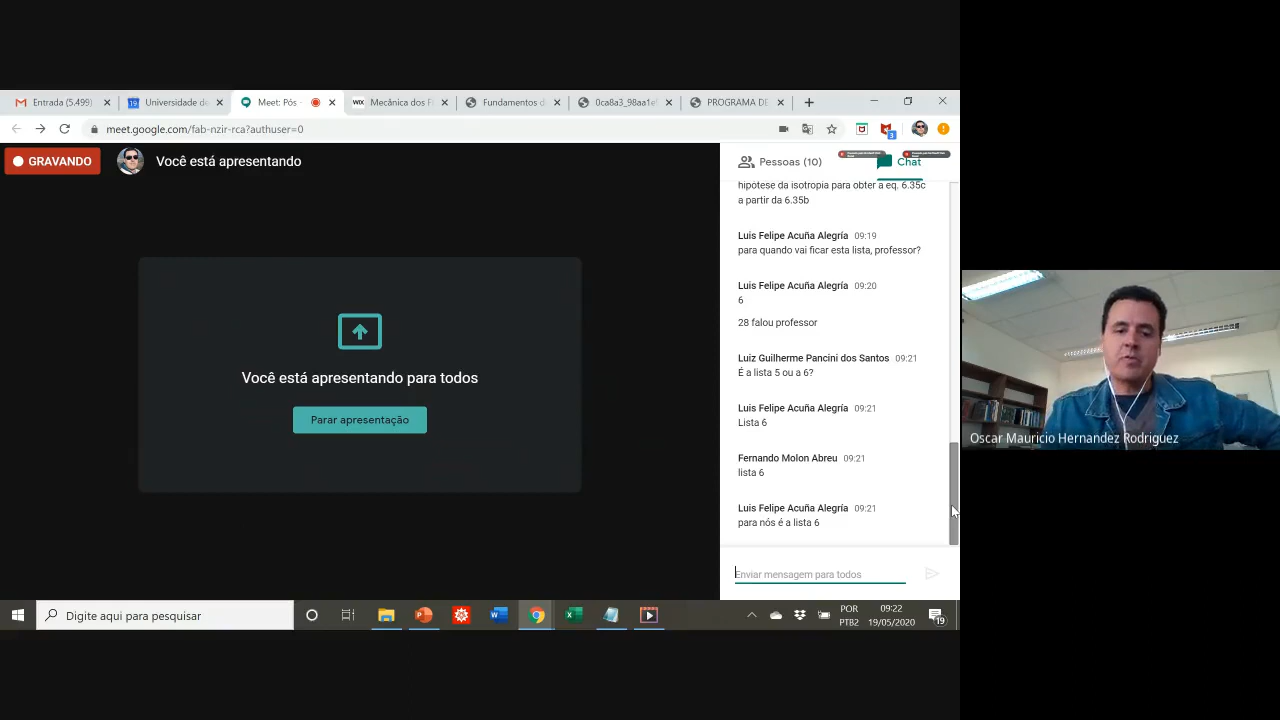 Entrada (5.499)
Universidade de
Meet: Pós -
WIX
Mecânica dos F
Fundamentos d
0ca8a3_98aa1e
PROGRAMA DE
meet.google.com/fab-nzir-rca?authuser=0
3
GRAVANDO
Você está apresentando
Pessoas (10)
Chat
hipótese da isotropia para obter a eq. 6.35c
a partir da 6.35b
Luis Felipe Acuña Alegría 09:19
para quando vai ficar esta lista, professor?
Luis Felipe Acuña Alegría 09:20
6
28 falou professor
Luiz Guilherme Pancini dos Santos 09:21
É a lista 5 ou a 6?
Luis Felipe Acuña Alegría 09:21
Lista 6
Fernando Molon Abreu 09:21
lista 6
Luis Felipe Acuña Alegría 09:21
para nós é a lista 6
Enviar mensagem para todos
Você está apresentando para todos
Parar apresentação
Oscar Mauricio Hernandez Rodriguez
Digite aqui para pesquisar
POR
PTB2
09:22
19/05/2020
19